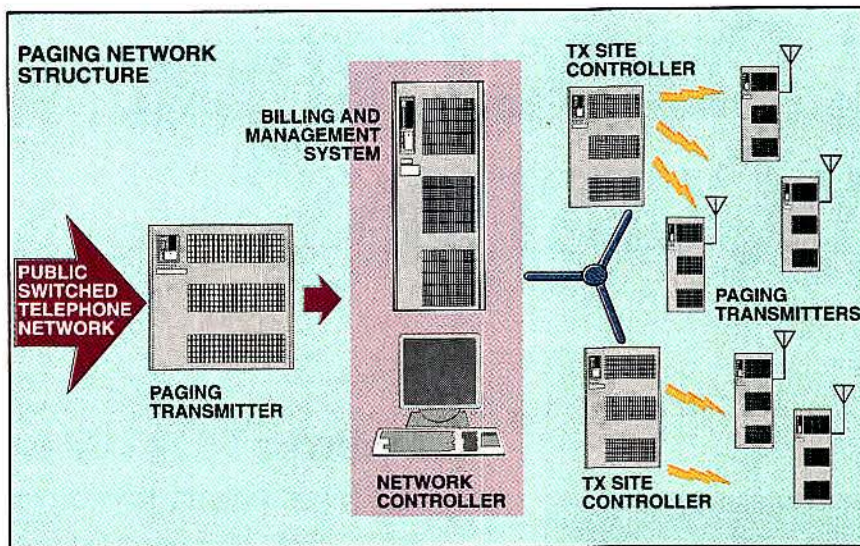 PAGING NETWORK
STRUCTURE
TX SITE
CONTROLLER
BILLING AND
MANAGEMENT
SYSTEM
PUBLIC
SWITCHED
TELEPHONE
NETWORK
PAGING
TRANSMITTER
PAGING
TRANSMITTERS
NETWORK
CONTROLLER
TX SITE
CONTROLLER